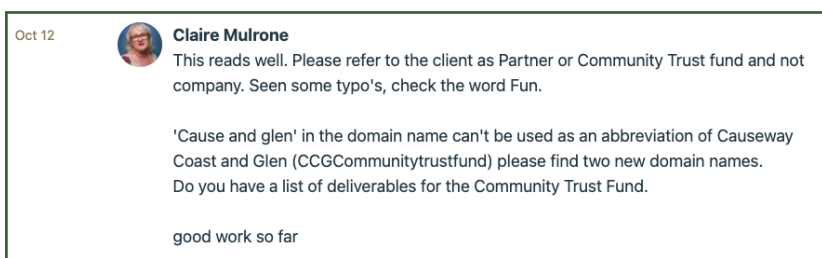 Oct 12
Claire Mulrone
This reads well. Please refer to the client as Partner or Community Trust fund and not
company. Seen some typo's, check the word Fun.
'Cause and glen' in the domain name can't be used as an abbreviation of Causeway
Coast and Glen (CCGCommunitytrustfund) please find two new domain names.
Do you have a list of deliverables for the Community Trust Fund.
good work so far